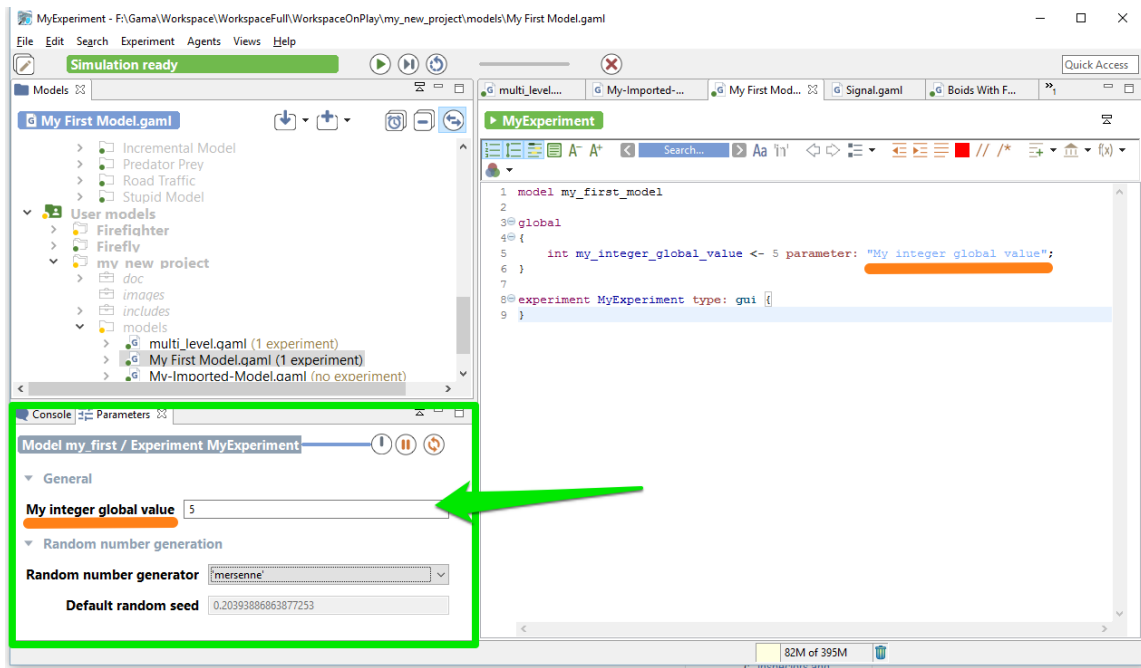 MyExperiment - F:\Gama\Workspace\WorkspaceFull\WorkspaceOnPlay\my_new_project\models\My First Model.gaml
File Edit Search Experiment Agents Views Help
Simulation ready
Quick Access
Models
My First Model.gaml
Incremental Model
Predator Prey
Road Traffic
Stupid Model
User models
Firefighter
Firefly
my new project
doc
images
includes
models
multi_level.gaml (1 experiment)
My First Model.gaml (1 experiment)
My-Imported-Model.gaml (no experiment)
Console Parameters
Model my_first / Experiment MyExperiment
General
My integer global value 5
Random number generation
Random number generator 'mersenne'
Default random seed 0.20393886863877253
multi_level.... My-Imported-... My First Mod... Signal.gaml Boids With F... »1
MyExperiment
A- A+ Search... Aa 'in' // /* f(x)
1 model my_first_model
2
3 global
4 {
5 int my_integer_global_value <- 5 parameter: "My integer global value";
6 }
7
8 experiment MyExperiment type: gui {
9 }
82M of 395M